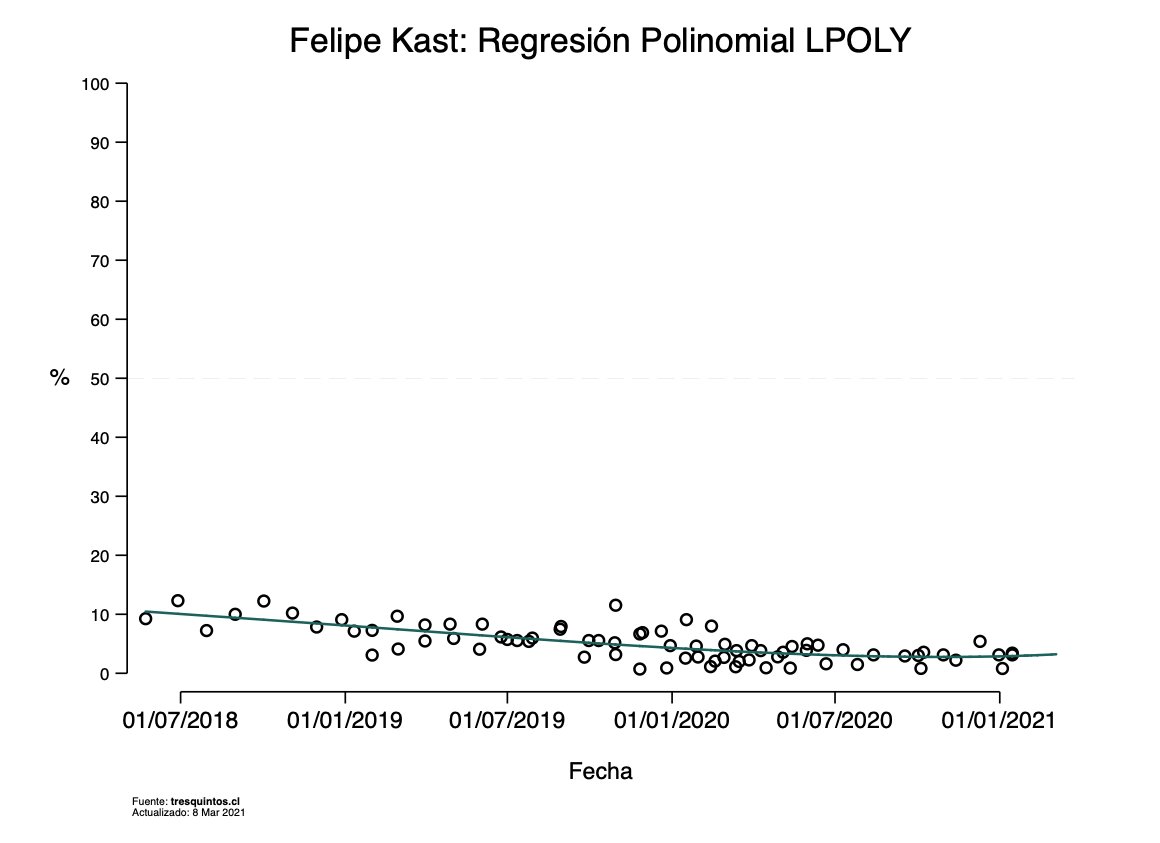 Felipe Kast: Regresión Polinomial LPOLY
100
90
80
70
60
% 50
40
30
20
10
0
01/07/2018 01/01/2019 01/07/2019 01/01/2020 01/07/2020 01/01/2021
Fecha
Fuente: tresquintos.cl
Actualizado: 8 Mar 2021